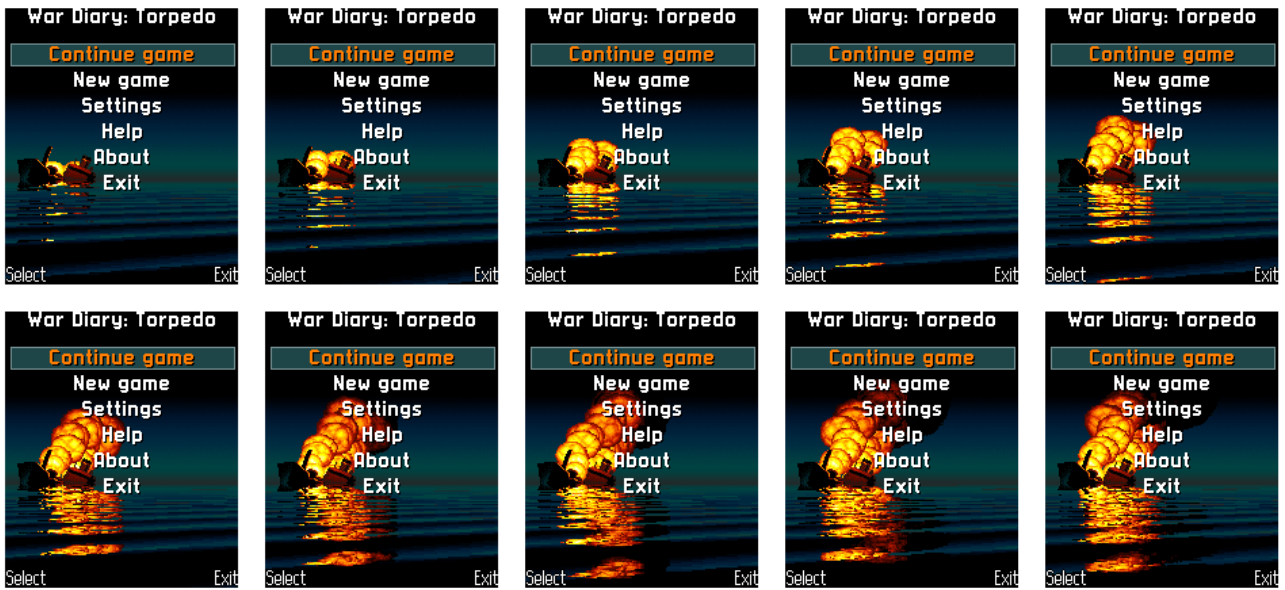 War Diary: Torpedo
Continue game
New game
Settings
Help
About
Exit
Select Exit
War Diary: Torpedo
Continue game
New game
Settings
Help
About
Exit
Select Exit
War Diary: Torpedo
Continue game
New game
Settings
Help
About
Exit
Select Exit
War Diary: Torpedo
Continue game
New game
Settings
Help
About
Exit
Select Exit
War Diary: Torpedo
Continue game
New game
Settings
Help
About
Exit
Select Exit
War Diary: Torpedo
Continue game
New game
Settings
Help
About
Exit
Select Exit
War Diary: Torpedo
Continue game
New game
Settings
Help
About
Exit
Select Exit
War Diary: Torpedo
Continue game
New game
Settings
Help
About
Exit
Select Exit
War Diary: Torpedo
Continue game
New game
Settings
Help
About
Exit
Select Exit
War Diary: Torpedo
Continue game
New game
Settings
Help
About
Exit
Select Exit